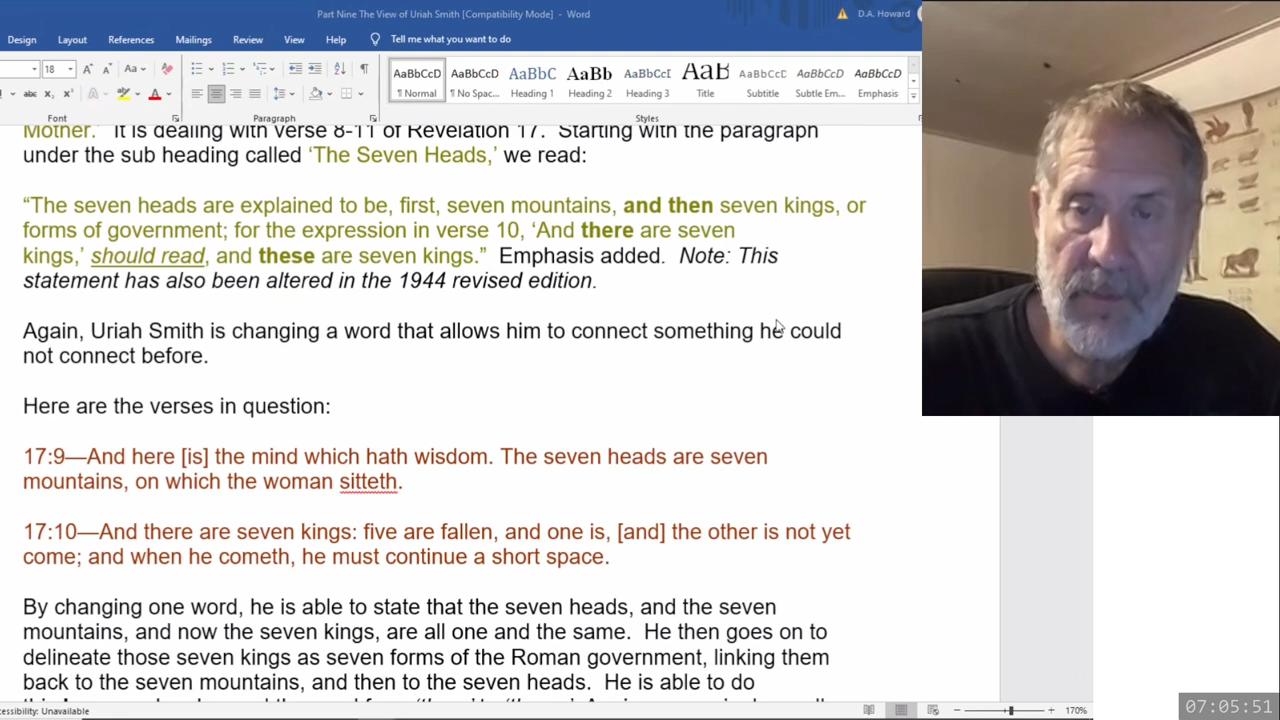 Part Nine The View of Uriah Smith [Compatibility Mode] - Word
D.A. Howard
Design Layout References Mailings Review View Help Tell me what you want to do
18
Aa
AaBbCcD AaBbCcD AaBbC AaBb AaBbCcI AaB AaBbCcD AaBbCcD AaBbCcD
¶ Normal ¶ No Spac... Heading 1 Heading 2 Heading 3 Title Subtitle Subtle Em... Emphasis
Font Paragraph Styles
Mother.’ It is dealing with verse 8-11 of Revelation 17. Starting with the paragraph
under the sub heading called ‘The Seven Heads,’ we read:
“The seven heads are explained to be, first, seven mountains, and then seven kings, or
forms of government; for the expression in verse 10, ‘And there are seven
kings,’ should read, and these are seven kings.” Emphasis added. Note: This
statement has also been altered in the 1944 revised edition.
Again, Uriah Smith is changing a word that allows him to connect something he could
not connect before.
Here are the verses in question:
17:9—And here [is] the mind which hath wisdom. The seven heads are seven
mountains, on which the woman sitteth.
17:10—And there are seven kings: five are fallen, and one is, [and] the other is not yet
come; and when he cometh, he must continue a short space.
By changing one word, he is able to state that the seven heads, and the seven
mountains, and now the seven kings, are all one and the same. He then goes on to
delineate those seven kings as seven forms of the Roman government, linking them
back to the seven mountains, and then to the seven heads. He is able to do
cessibility: Unavailable
170%
07:05:51